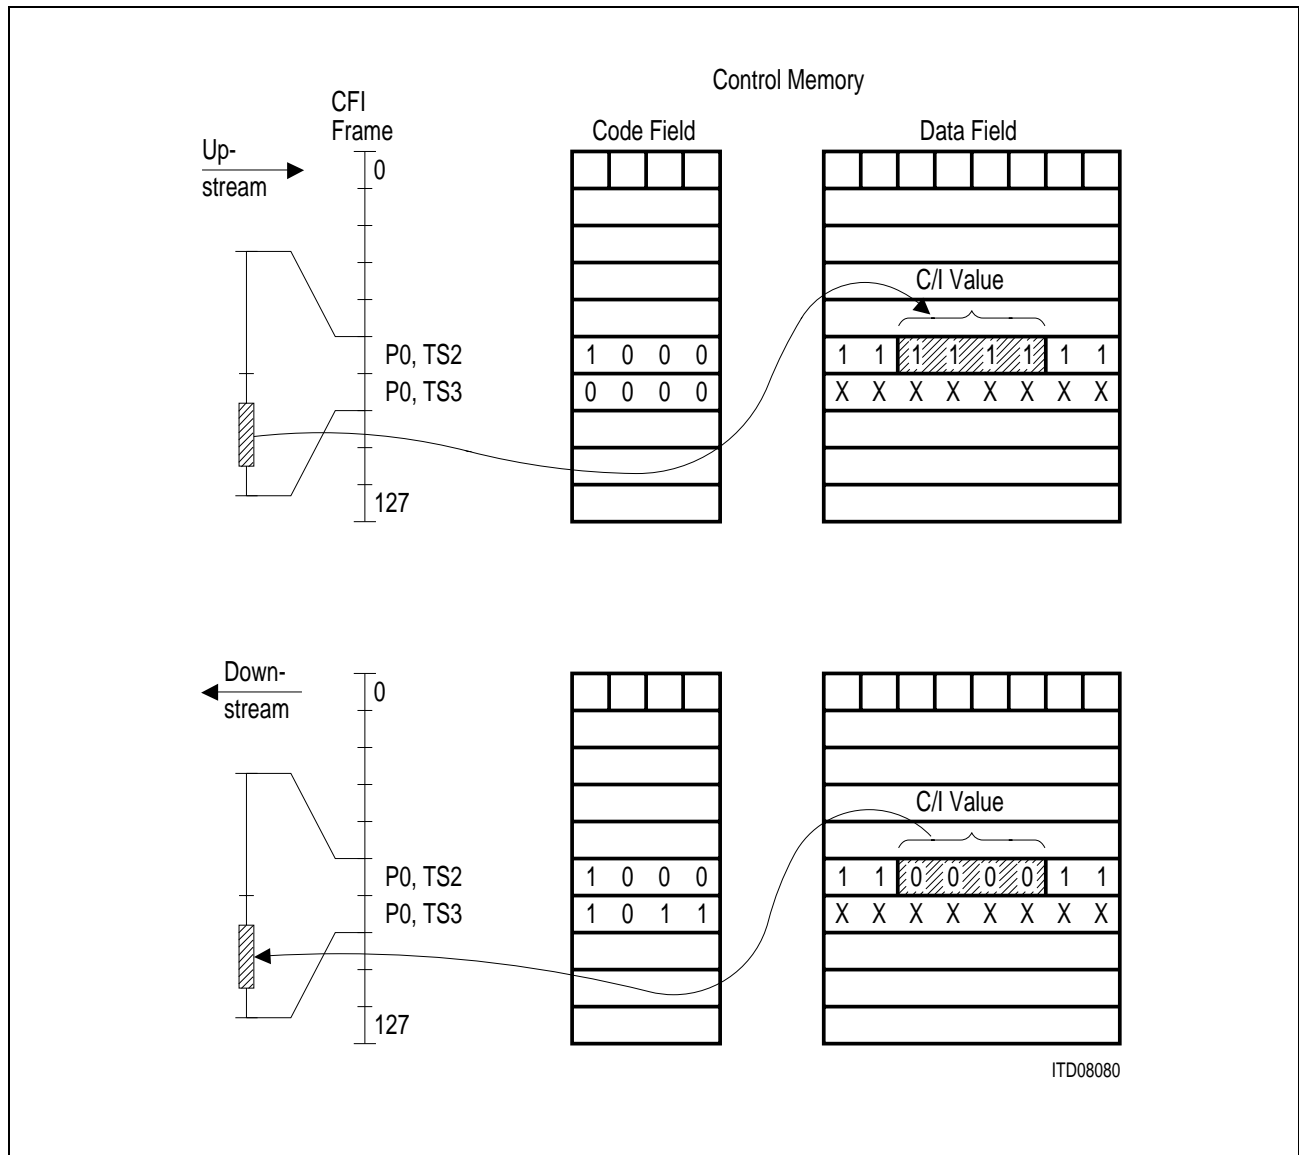 Control Memory
CFI
Frame
Code Field
Data Field
Up-
stream
0
C/I Value
P0, TS2
1 0 0 0
1 1 1 1 1 1 1 1
P0, TS3
0 0 0 0
X X X X X X X X
127
Down-
stream
0
C/I Value
P0, TS2
1 0 0 0
1 1 0 0 0 0 1 1
P0, TS3
1 0 1 1
X X X X X X X X
127
ITD08080